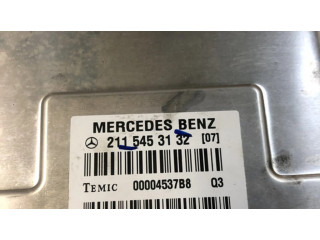 MERCEDES BENZ
211 545 31 32 [07]
TEMIC 00004537B8 Q3